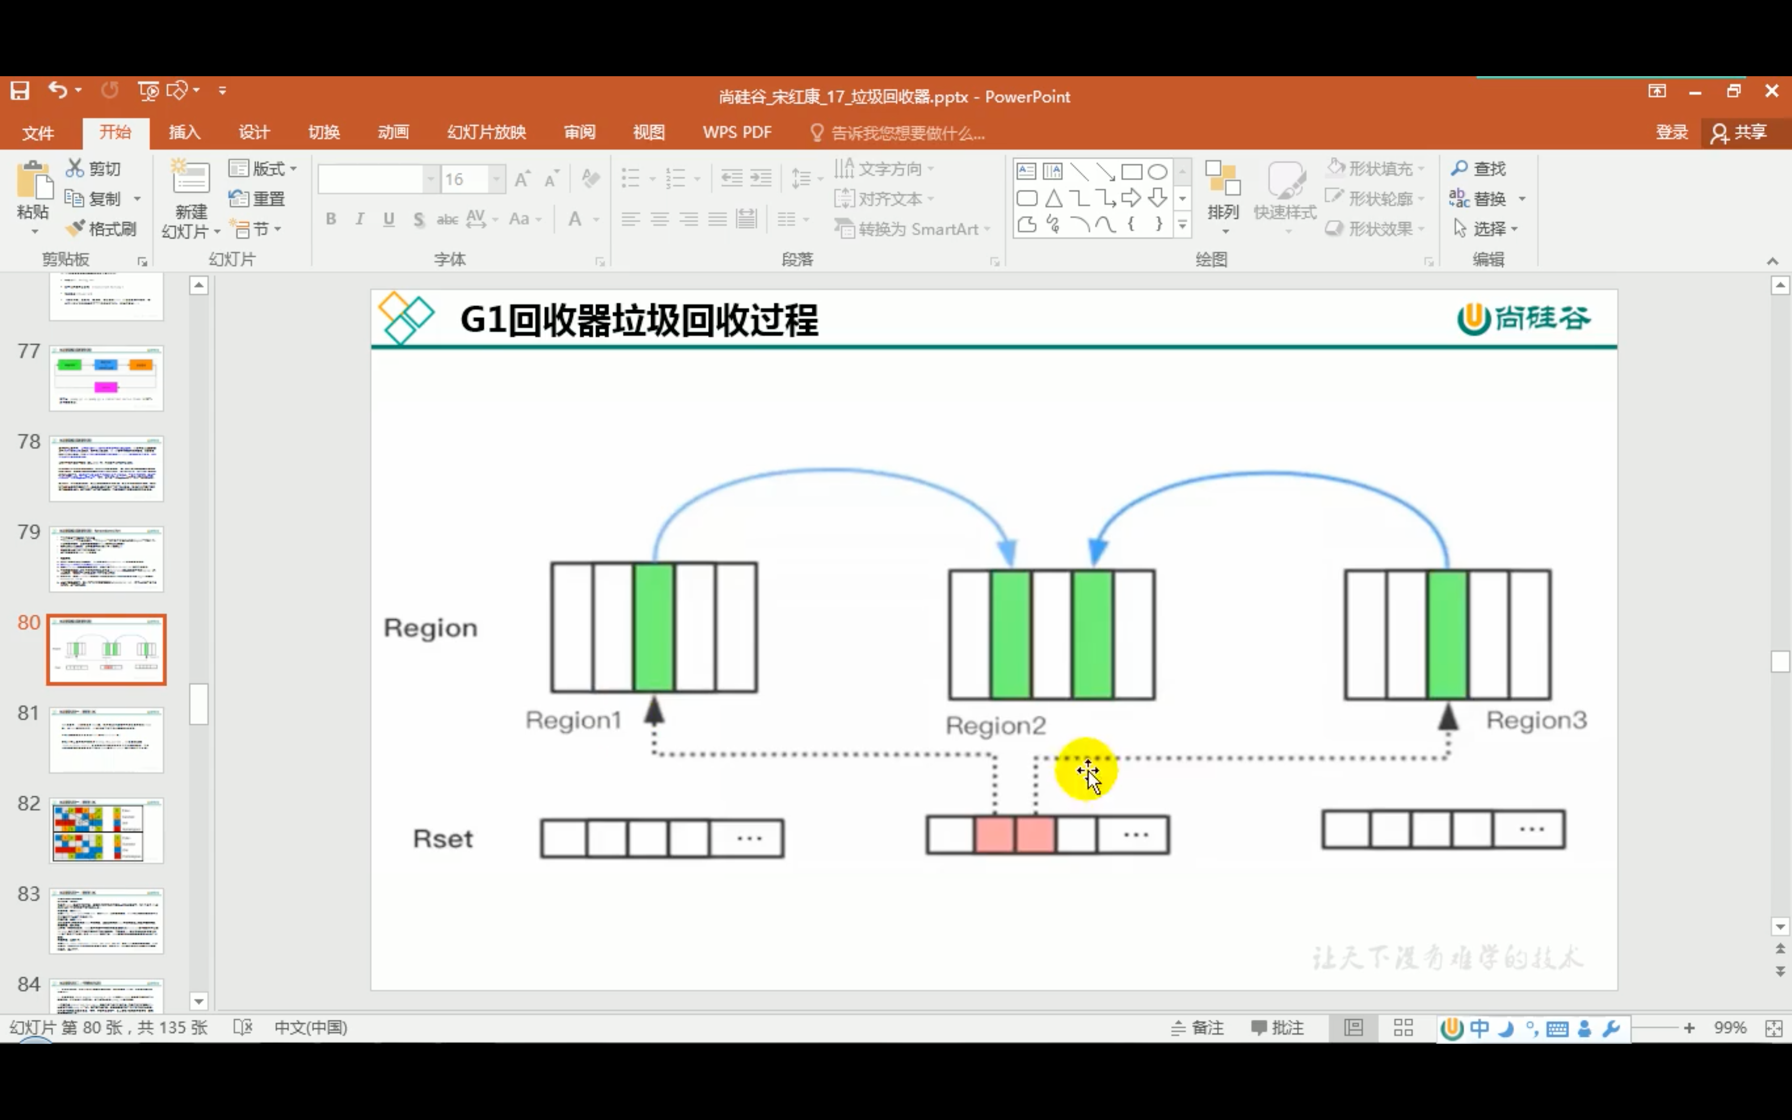 尚硅谷_宋红康_17_垃圾回收器.pptx - PowerPoint
文件 开始 插入 设计 切换 动画 幻灯片放映 审阅 视图 WPS PDF 告诉我您想要做什么... 登录 共享
剪切 版式 16 文字方向 形状填充 查找
复制 重置 对齐文本 形状轮廓 替换
粘贴 新建 排列 快速样式
格式刷 幻灯片 节 B I U S abc AV Aa A 转换为 SmartArt 形状效果 选择
剪贴板 幻灯片 字体 段落 绘图 编辑
77
78
79
80
81
82
83
84
G1回收器垃圾回收过程
尚硅谷
Region
Region1
Region2
Region3
Rset
...
...
...
让天下没有难学的技术
幻灯片 第 80 张，共 135 张 中文(中国) 备注 批注 中 99%